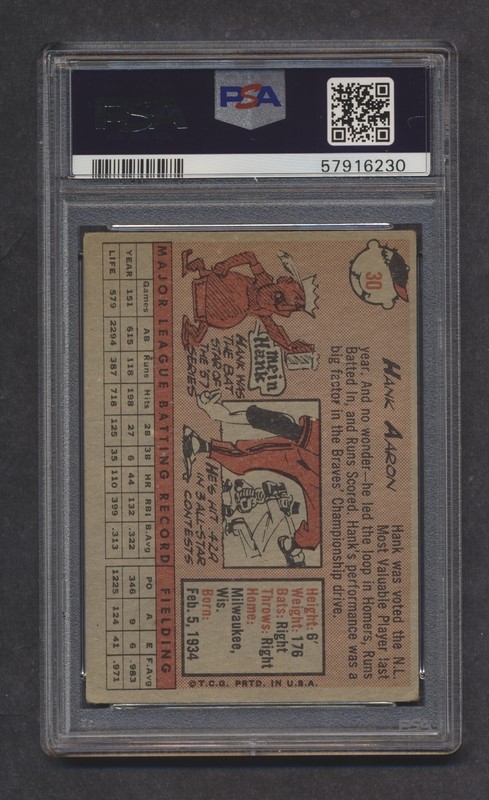 PSA
PSA
57916230
30
HANK AARON
Hank was voted the N.L.
Most Valuable Player last
year. And no wonder—he led the loop in Homers, Runs
Batted In, and Runs Scored. Hank's performance was a
big factor in the Braves' Championship drive.
mein Hank
HANK WAS
THE BAT
STAR OF
THE '57
SERIES
HE'S HIT .429
IN 3 ALL-STAR
CONTESTS
Height: 6'
Weight: 176
Bats: Right
Throws: Right
Home:
Milwaukee,
Wis.
Born:
Feb. 5, 1934
©T.C.G. PRTD. IN U.S.A.
MAJOR LEAGUE BATTING RECORD FIELDING
Games AB Runs Hits 2B 3B HR RBI B.Avg PO A E F.Avg
YEAR 151 615 118 198 27 6 44 132 .322 346 9 6 .983
LIFE 579 2294 387 718 125 35 110 399 .313 1225 124 41 .971
PSA